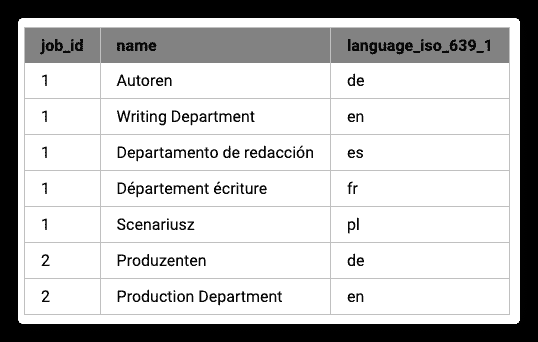 job_id name language_iso_639_1
1 Autoren de
1 Writing Department en
1 Departamento de redacción es
1 Département écriture fr
1 Scenariusz pl
2 Produzenten de
2 Production Department en